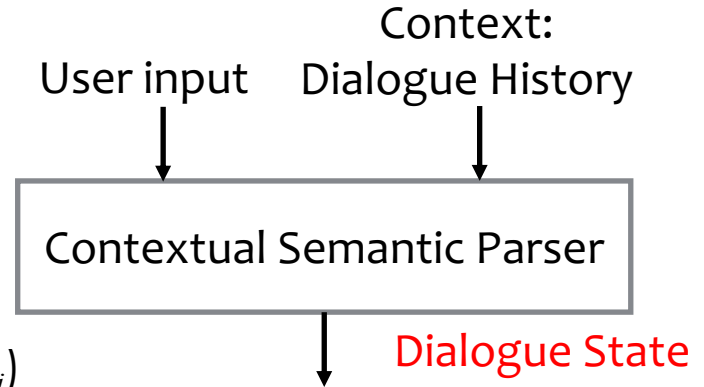 Context:
User input
Dialogue History
Contextual Semantic Parser
Dialogue State
i)